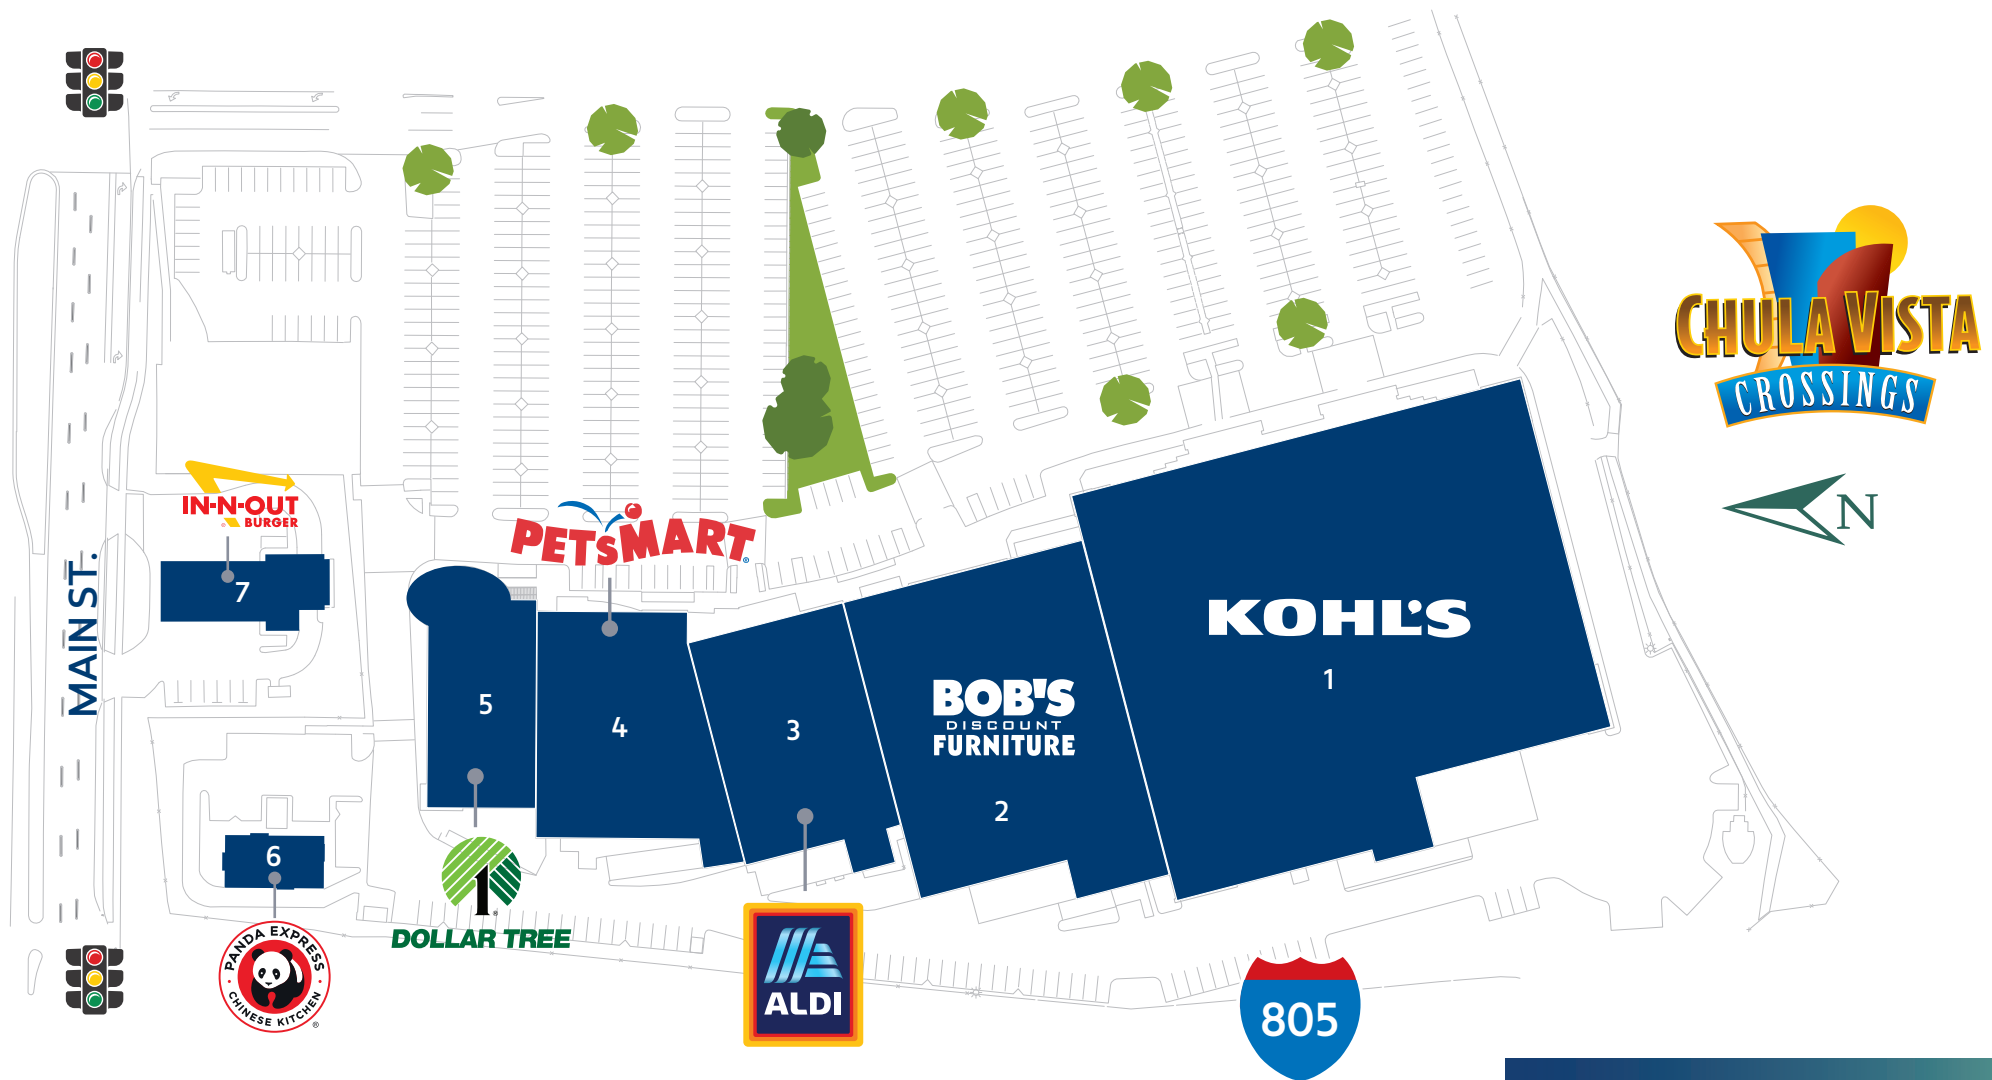 CHULA VISTA
CROSSINGS
N
MAIN ST.
IN-N-OUT
BURGER
7
PETSMART
®
5
4
3
BOB'S
DISCOUNT
FURNITURE
2
KOHL'S
1
6
PANDA EXPRESS
CHINESE KITCHEN
®
1
®
DOLLAR TREE
ALDI
805